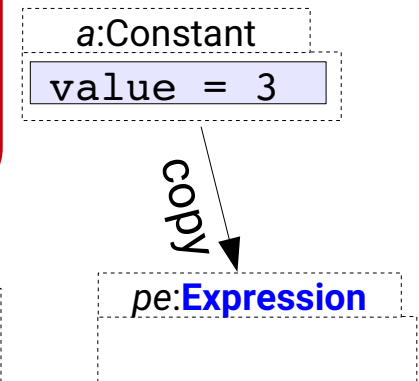 a:Constant
value = 3
copy
pe:Expression